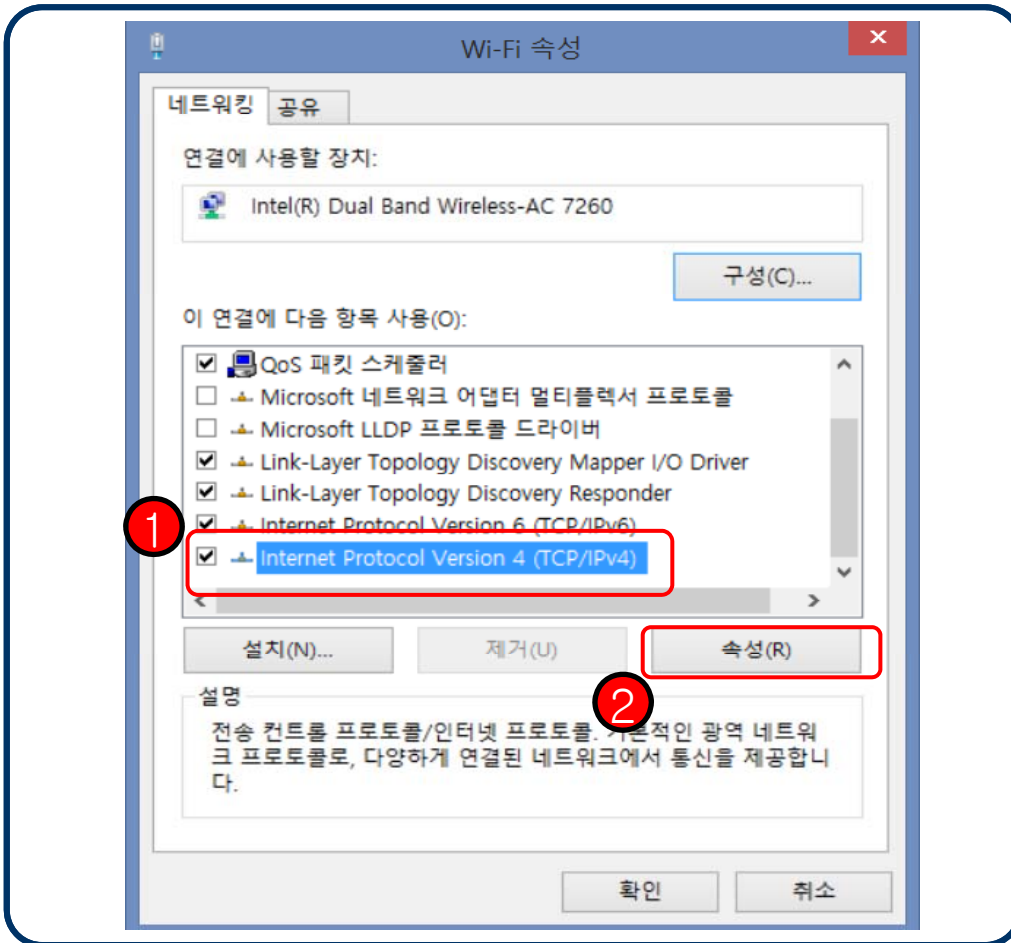 Wi-Fi 속성
네트워킹 공유
연결에 사용할 장치:
Intel(R) Dual Band Wireless-AC 7260
구성(C)...
이 연결에 다음 항목 사용(O):
QoS 패킷 스케줄러
Microsoft 네트워크 어댑터 멀티플렉서 프로토콜
Microsoft LLDP 프로토콜 드라이버
Link-Layer Topology Discovery Mapper I/O Driver
Link-Layer Topology Discovery Responder
Internet Protocol Version 6 (TCP/IPv6)
1
Internet Protocol Version 4 (TCP/IPv4)
설치(N)... 제거(U) 속성(R)
2
설명
전송 컨트롤 프로토콜/인터넷 프로토콜. 기본적인 광역 네트워
크 프로토콜로, 다양하게 연결된 네트워크에서 통신을 제공합니
다.
확인 취소